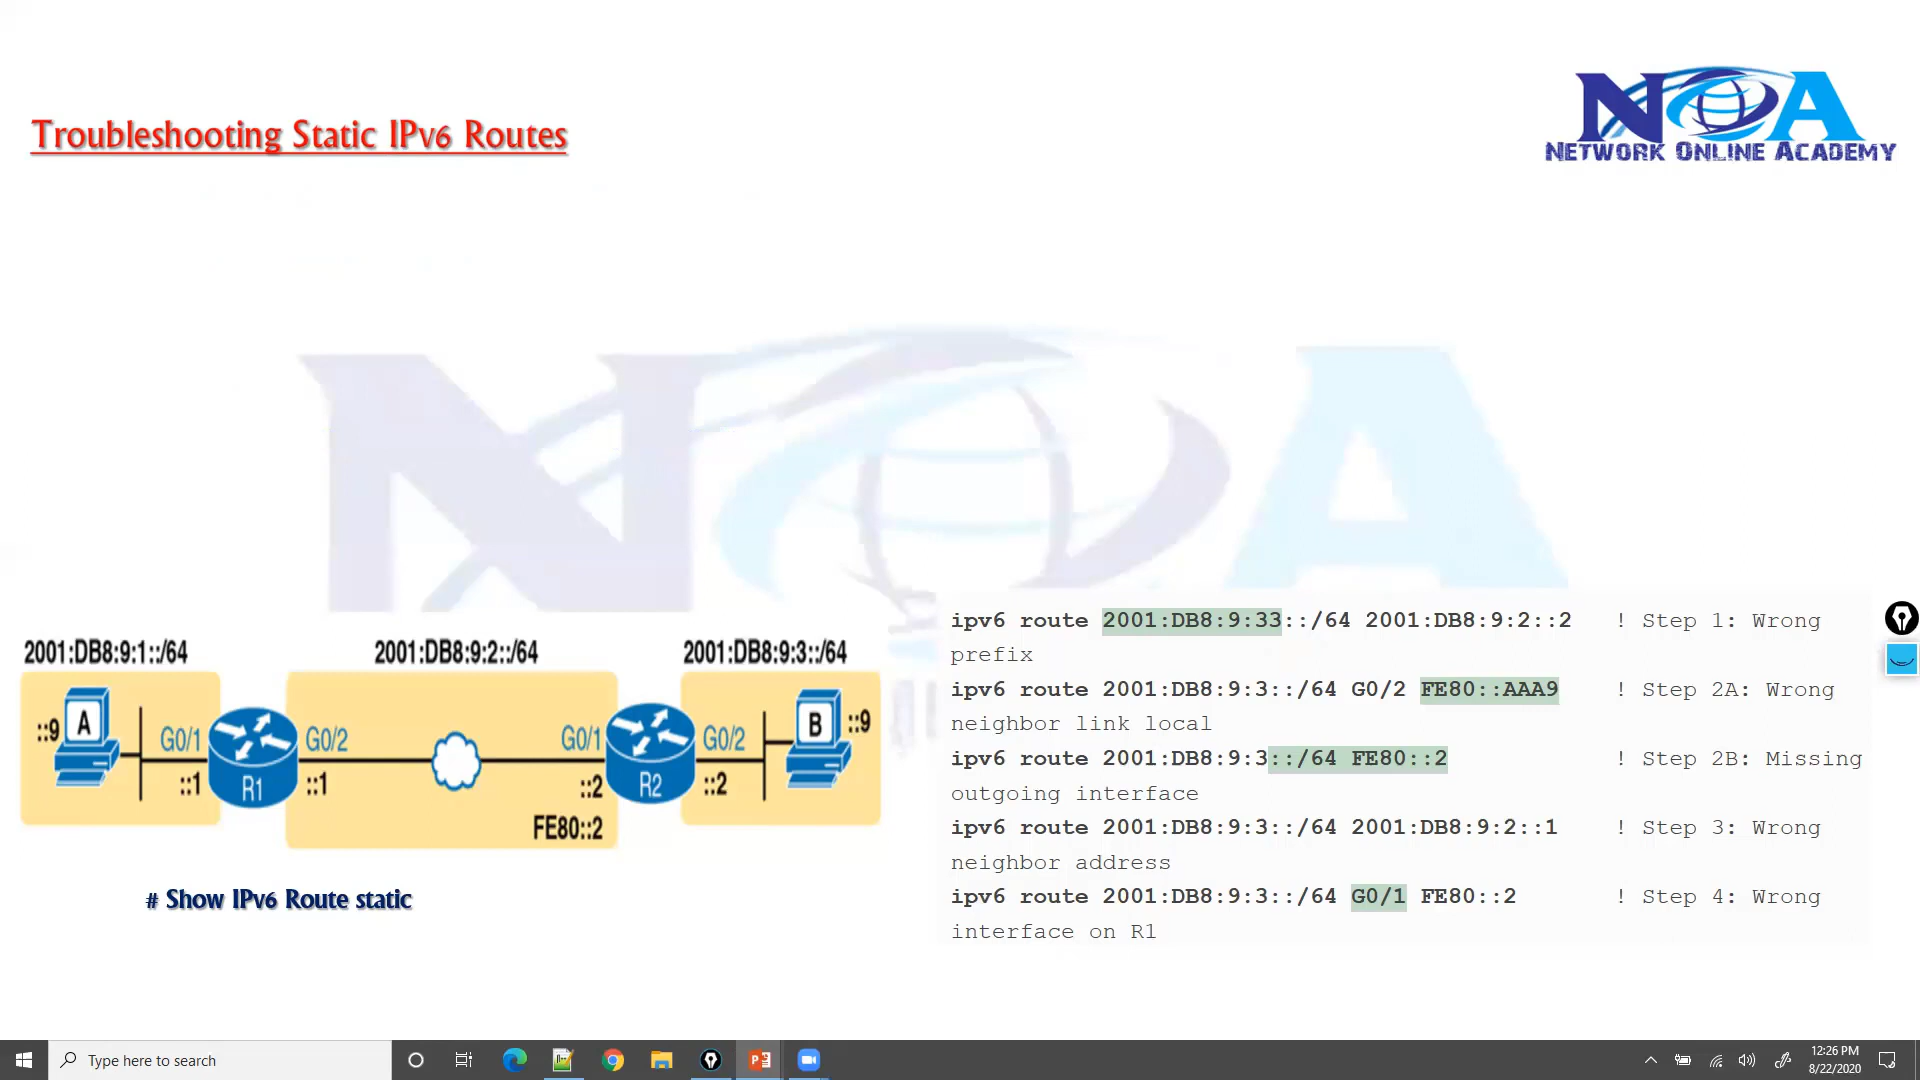 Troubleshooting Static IPv6 Routes
NOA
NETWORK ONLINE ACADEMY
2001:DB8:9:1::/64 2001:DB8:9:2::/64 2001:DB8:9:3::/64
::9 A G0/1 G0/2 G0/1 G0/2 B ::9
::1 R1 ::1 ::2 R2 ::2
FE80::2
# Show IPv6 Route static
ipv6 route 2001:DB8:9:33::/64 2001:DB8:9:2::2 ! Step 1: Wrong
prefix
ipv6 route 2001:DB8:9:3::/64 G0/2 FE80::AAA9 ! Step 2A: Wrong
neighbor link local
ipv6 route 2001:DB8:9:3::/64 FE80::2 ! Step 2B: Missing
outgoing interface
ipv6 route 2001:DB8:9:3::/64 2001:DB8:9:2::1 ! Step 3: Wrong
neighbor address
ipv6 route 2001:DB8:9:3::/64 G0/1 FE80::2 ! Step 4: Wrong
interface on R1
Type here to search
12:26 PM
8/22/2020